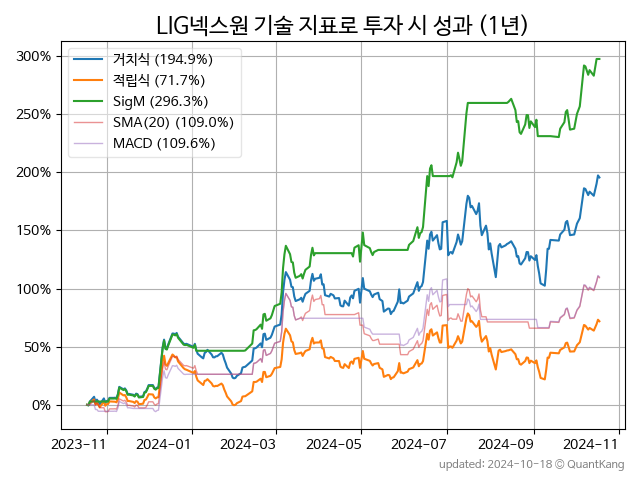 LIG넥스원 기술 지표로 투자 시 성과 (1년)
거치식 (194.9%)
적립식 (71.7%)
SigM (296.3%)
SMA(20) (109.0%)
MACD (109.6%)
300%
250%
200%
150%
100%
50%
0%
2023-11 2024-01 2024-03 2024-05 2024-07 2024-09 2024-11
updated: 2024-10-18 © QuantKang